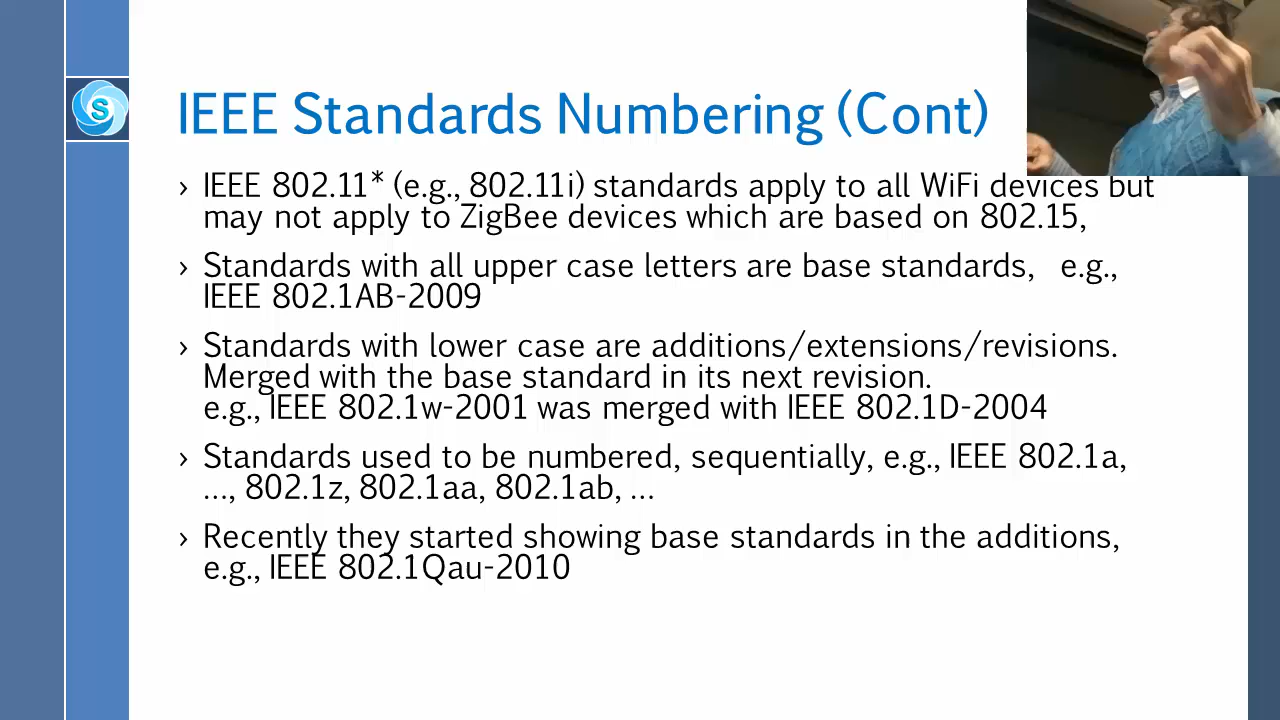 S
IEEE Standards Numbering (Cont)
› IEEE 802.11* (e.g., 802.11i) standards apply to all WiFi devices but
may not apply to ZigBee devices which are based on 802.15,
› Standards with all upper case letters are base standards, e.g.,
IEEE 802.1AB-2009
› Standards with lower case are additions/extensions/revisions.
Merged with the base standard in its next revision.
e.g., IEEE 802.1w-2001 was merged with IEEE 802.1D-2004
› Standards used to be numbered, sequentially, e.g., IEEE 802.1a,
..., 802.1z, 802.1aa, 802.1ab, ...
› Recently they started showing base standards in the additions,
e.g., IEEE 802.1Qau-2010